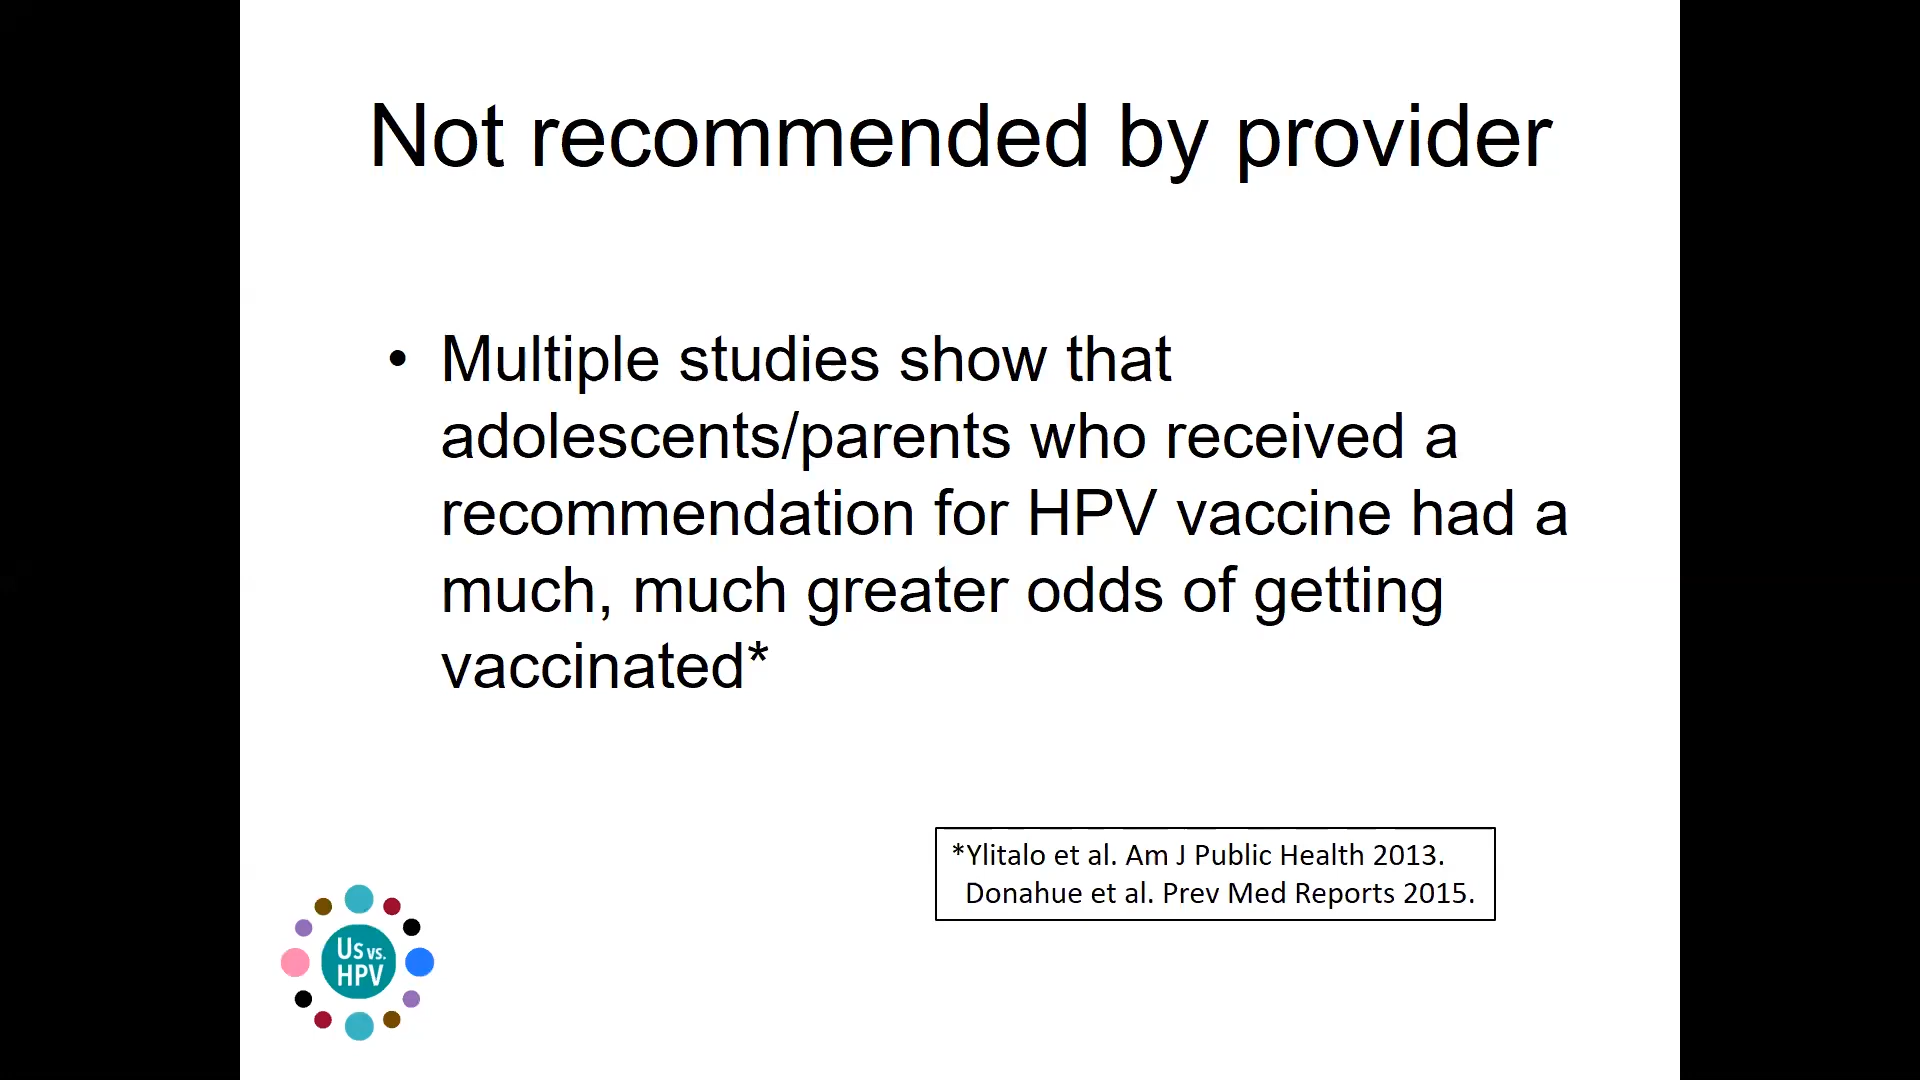 Not recommended by provider
• Multiple studies show that
adolescents/parents who received a
recommendation for HPV vaccine had a
much, much greater odds of getting
vaccinated*
*Ylitalo et al. Am J Public Health 2013.
Donahue et al. Prev Med Reports 2015.
Us vs.
HPV